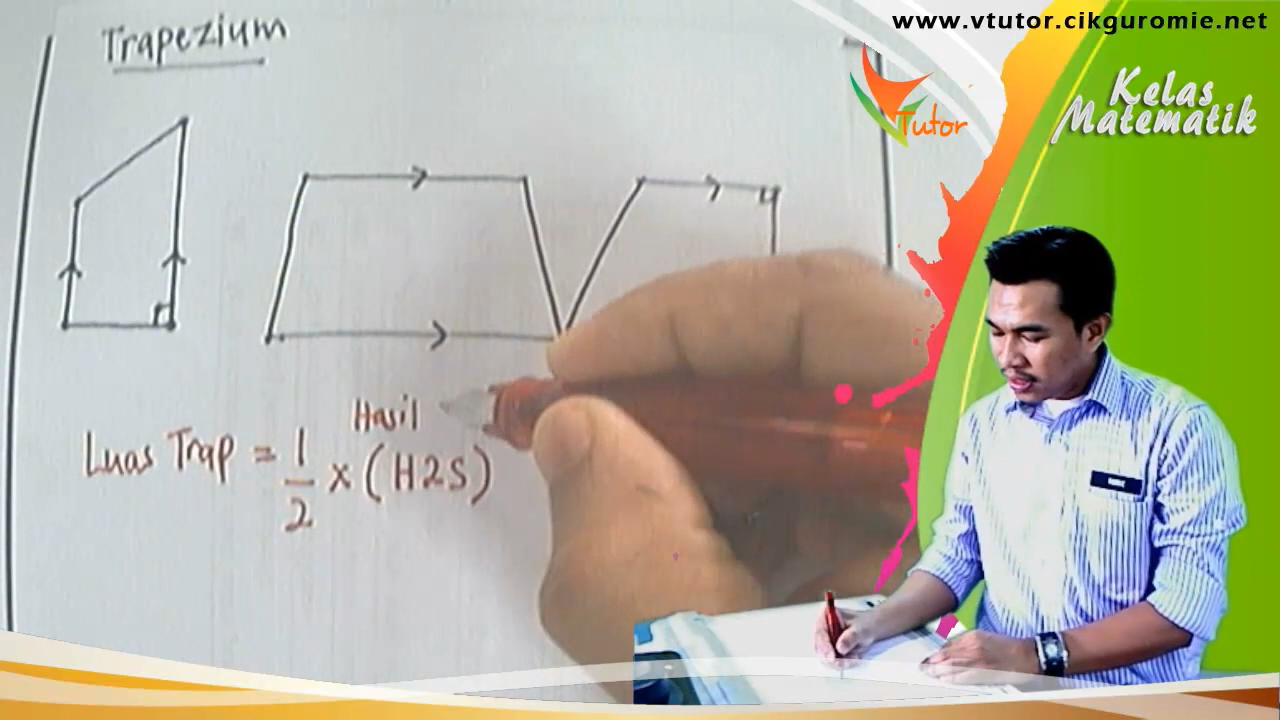 www.vtutor.cikguromie.net
Trapezium
Kelas
Matematik
Tutor
Hasil
Luas Trap = 1/2 x (H2S)